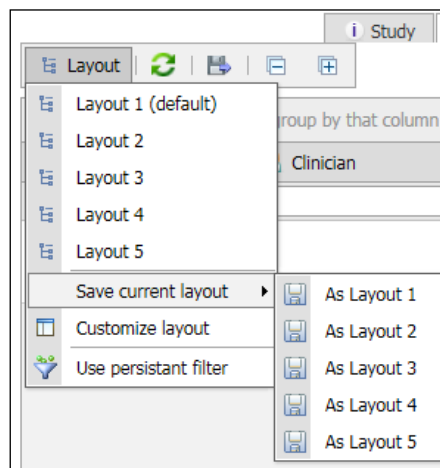 Study
Layout
Layout 1 (default)
group by that column
Layout 2
Clinician
Layout 3
Layout 4
Layout 5
Save current layout
As Layout 1
Customize layout
As Layout 2
Use persistant filter
As Layout 3
As Layout 4
As Layout 5